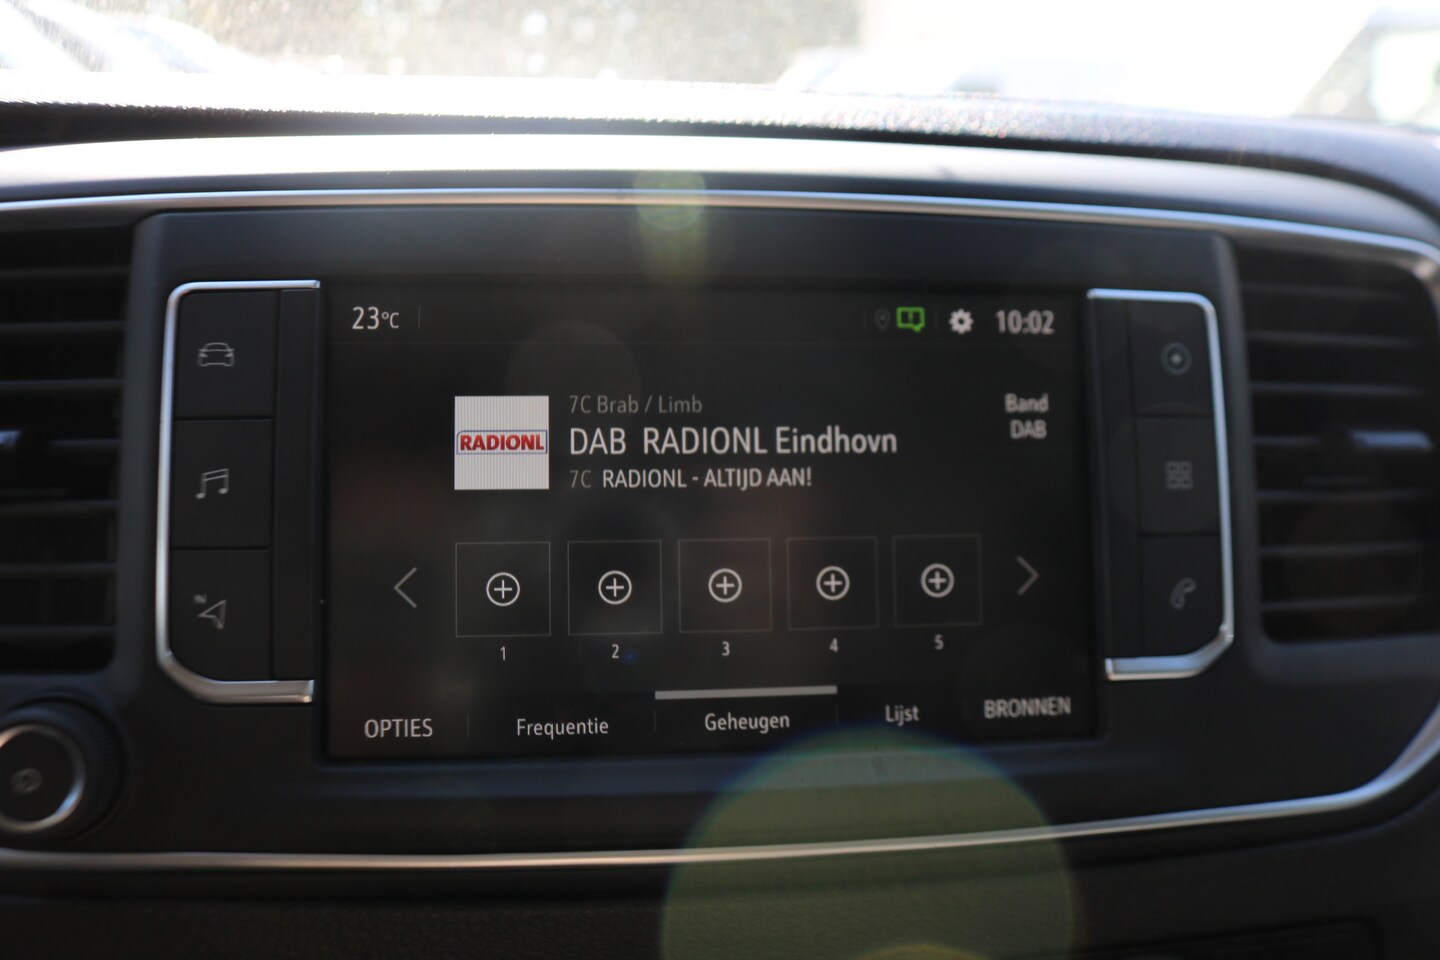 23°C
10:02
7C Brab / Limb
Band
DAB
RADIONL
DAB RADIONL Eindhovn
7C RADIONL - ALTIJD AAN!
1 2 3 4 5
OPTIES Frequentie Geheugen Lijst BRONNEN